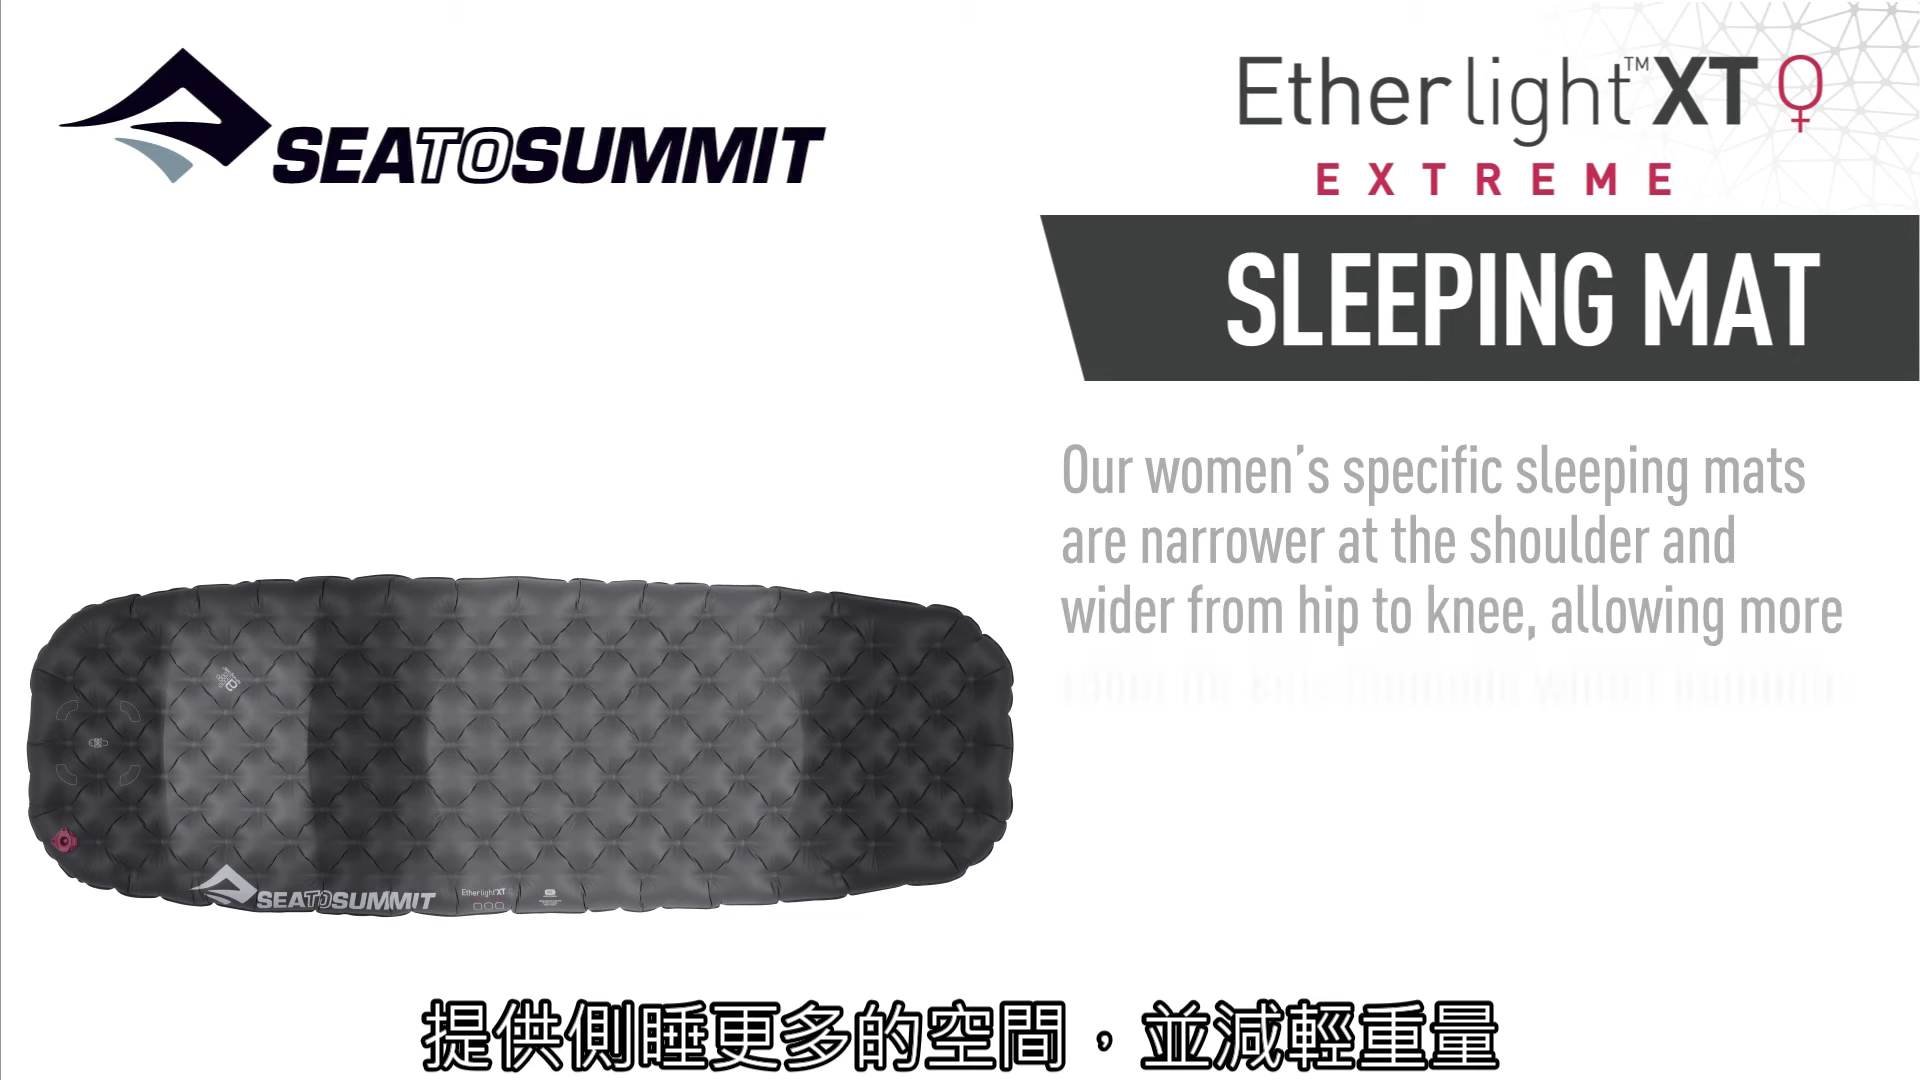 SEATOSUMMIT
Etherlight™ XT
EXTREME
SLEEPING MAT
Our women's specific sleeping mats
are narrower at the shoulder and
wider from hip to knee, allowing more
SEATOSUMMIT
EtherlightXT
提供側睡更多的空間，並減輕重量